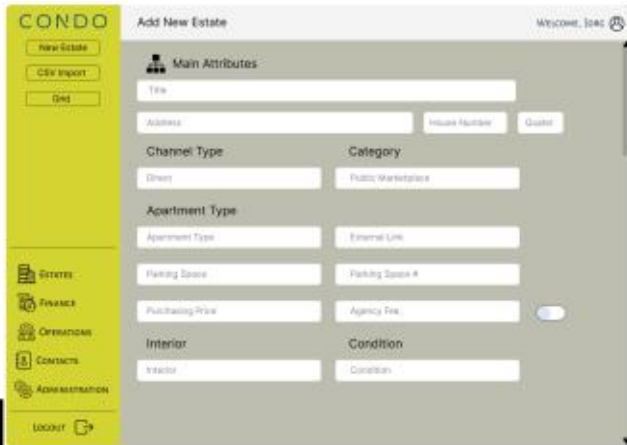 CONDO
New Estate
CSV Import
Grid
Estates
Finance
Operations
Contacts
Administration
Logout
Add New Estate
Welcome,
Main Attributes
Title
Address
House Number
Quarter
Channel Type
Category
Direct
Public Marketplace
Apartment Type
Apartment Type
External Link
Parking Space
Parking Space #
Purchasing Price
Agency Fee
Interior
Condition
Interior
Condition